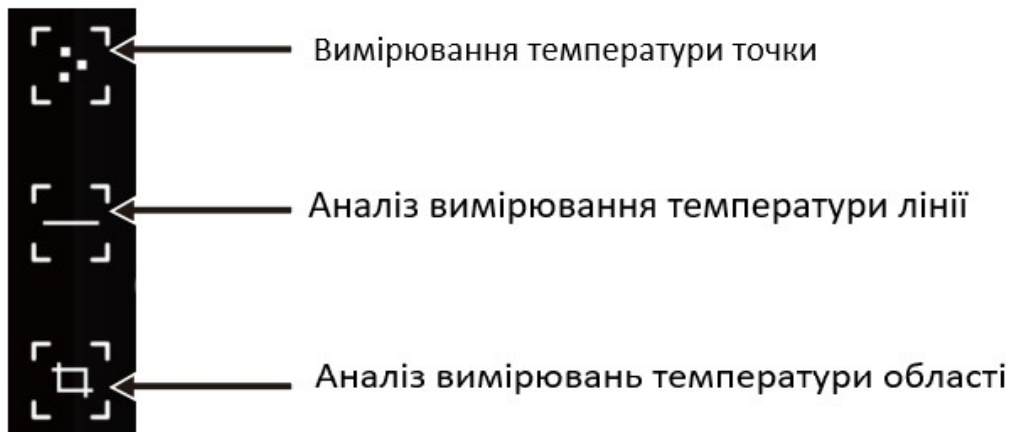 Вимірювання температури точки
Аналіз вимірювання температури лінії
Аналіз вимірювань температури області